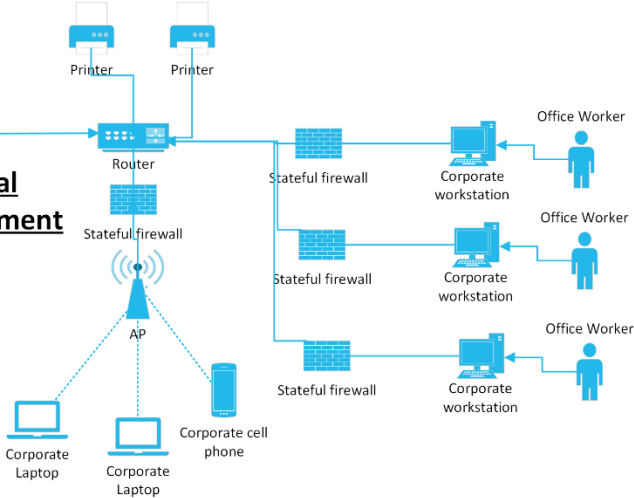 Printer
Printer
Router
al
ment
Stateful firewall
AP
Corporate
Laptop
Corporate
Laptop
Corporate cell
phone
Stateful firewall
Corporate
workstation
Office Worker
Stateful firewall
Corporate
workstation
Office Worker
Stateful firewall
Corporate
workstation
Office Worker